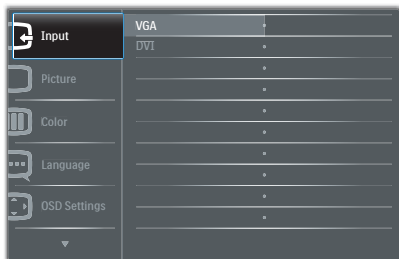 Input
VGA
DVI
Picture
Color
Language
OSD Settings